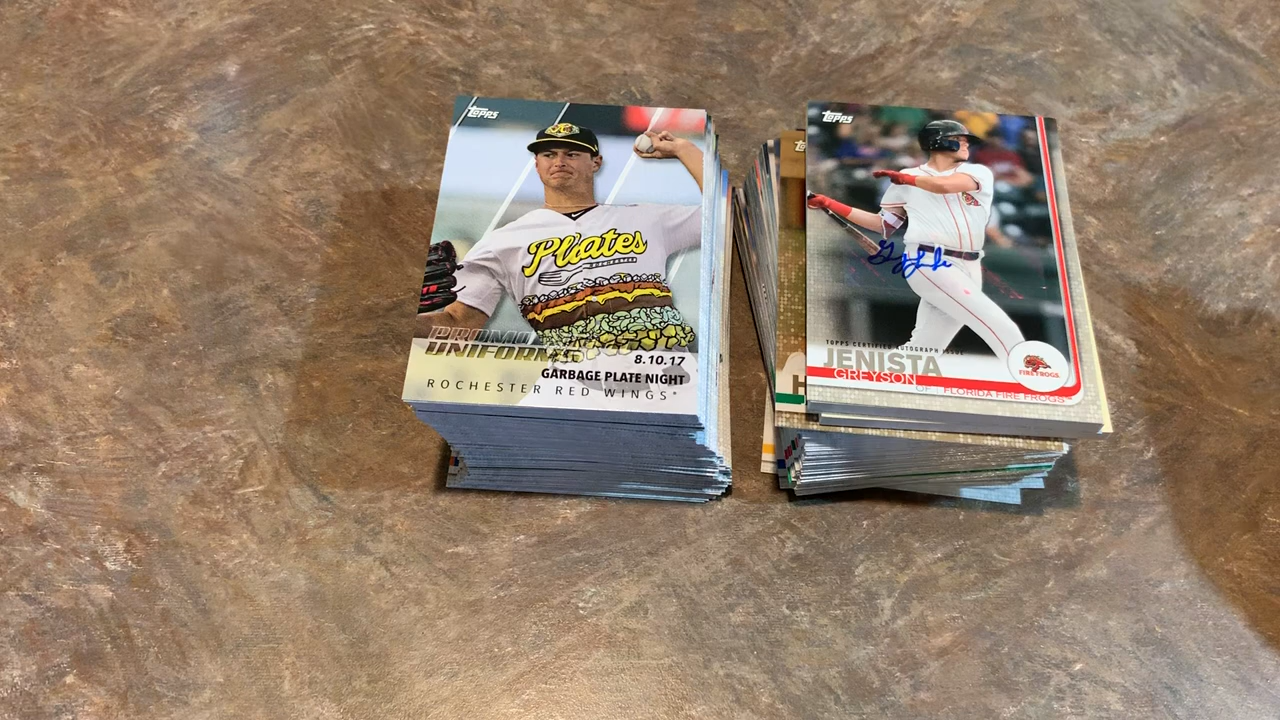 Topps
Plates
PROMO
UNIFORMS
8.10.17
GARBAGE PLATE NIGHT
ROCHESTER RED WINGS®
Topps
TOPPS CERTIFIED AUTOGRAPH ISSUE
JENISTA
GREYSON
OF | FLORIDA FIRE FROGS™
FIRE FROGS